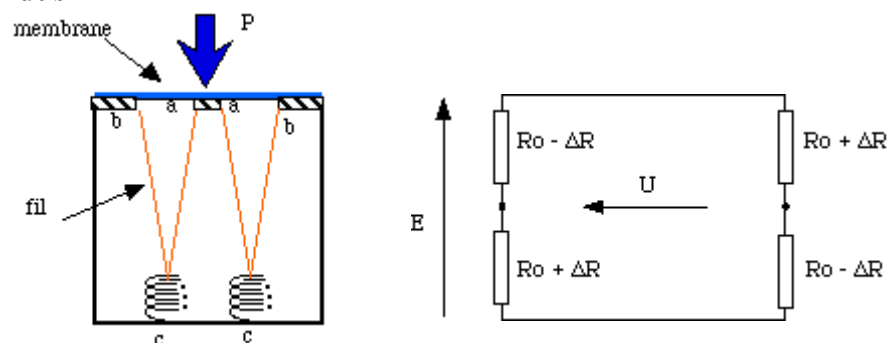 membrane
P
a
a
b
b
fil
c
c
E
U
Ro - ΔR
Ro + ΔR
Ro + ΔR
Ro - ΔR